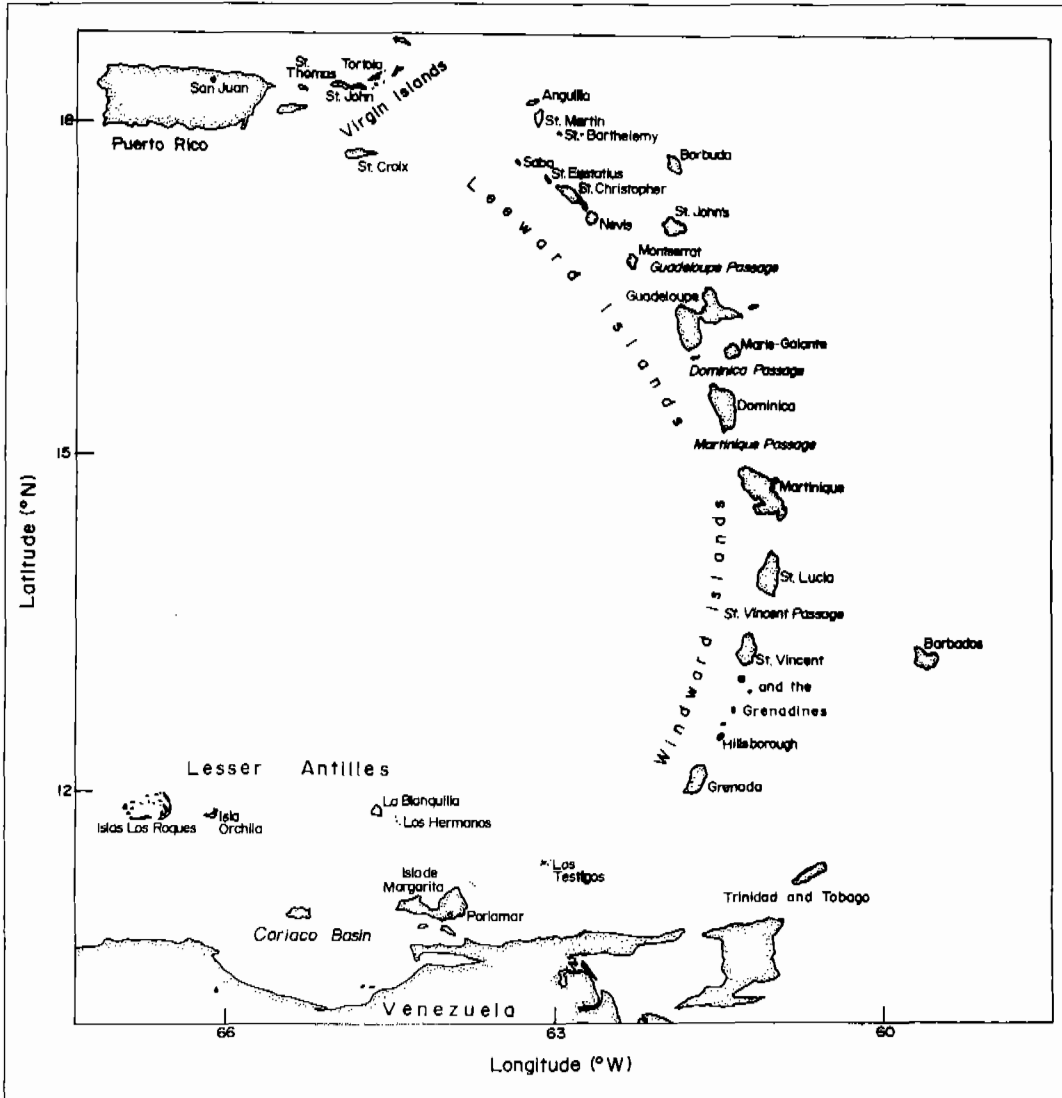 St.
Thomas
Tortola
San Juan
St. John
Virgin Islands
Anguilla
18
St. Martin
St. Barthelemy
Puerto Rico
St. Croix
Saba
Barbuda
St. Eustatius
St. Christopher
Nevis
St. John's
Leeward Islands
Montserrat
Guadeloupe Passage
Guadeloupe
Marie-Galante
Dominica Passage
Dominica
Martinique Passage
15
Martinique
Windward Islands
St. Lucia
St. Vincent Passage
Latitude (°N)
Barbados
St. Vincent
and the
Grenadines
Hillsborough
Lesser Antilles
12
Grenada
La Blanquilla
Los Hermanos
Islas Los Roques
Isla
Orchila
Los
Testigos
Isla de
Margarita
Porlamar
Trinidad and Tobago
Cariaco Basin
Venezuela
66
63
60
Longitude (°W)